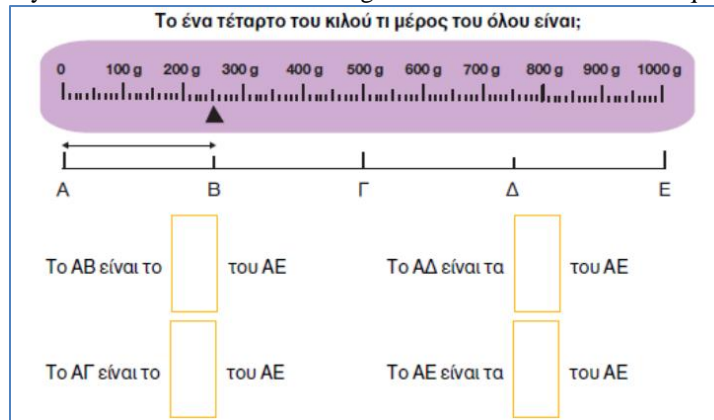 Το ένα τέταρτο του κιλού τι μέρος του όλου είναι;
0 100 g 200 g 300 g 400 g 500 g 600 g 700 g 800 g 900 g 1000 g
Α Β Γ Δ Ε
Το ΑΒ είναι το του ΑΕ Το ΑΔ είναι τα του ΑΕ
Το ΑΓ είναι το του ΑΕ Το ΑΕ είναι τα του ΑΕ